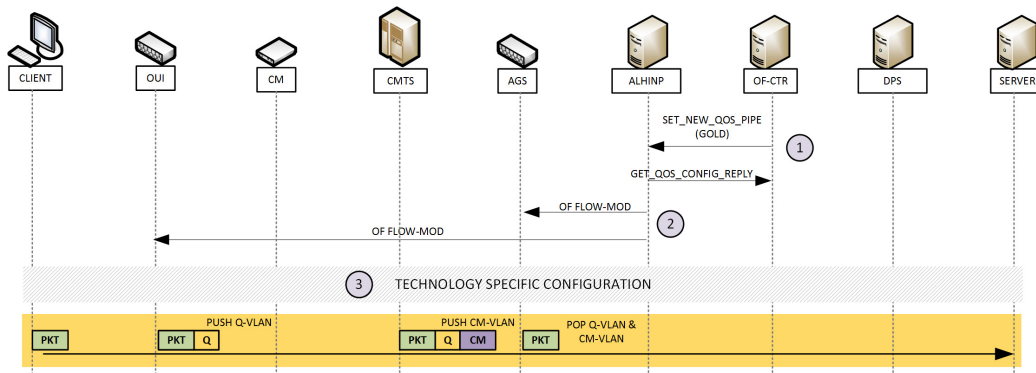 CLIENT
OUI
CM
CMTS
AGS
ALHINP
OF-CTR
DPS
SERVER
SET_NEW_QOS_PIPE
(GOLD)
1
GET_QOS_CONFIG_REPLY
OF FLOW-MOD
2
OF FLOW-MOD
3 TECHNOLOGY SPECIFIC CONFIGURATION
PUSH Q-VLAN
PUSH CM-VLAN
POP Q-VLAN &
CM-VLAN
PKT
PKT Q
PKT Q CM
PKT